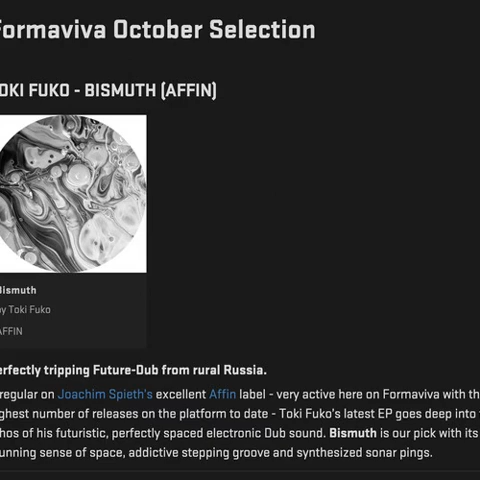 Formaviva October Selection
OKI FUKO - BISMUTH (AFFIN)
Bismuth
by Toki Fuko
AFFIN
erfectly tripping Future-Dub from rural Russia.
regular on Joachim Spieth's excellent Affin label - very active here on Formaviva with th
ghest number of releases on the platform to date - Toki Fuko's latest EP goes deep into
hos of his futuristic, perfectly spaced electronic Dub sound. Bismuth is our pick with its
unning sense of space, addictive stepping groove and synthesized sonar pings.